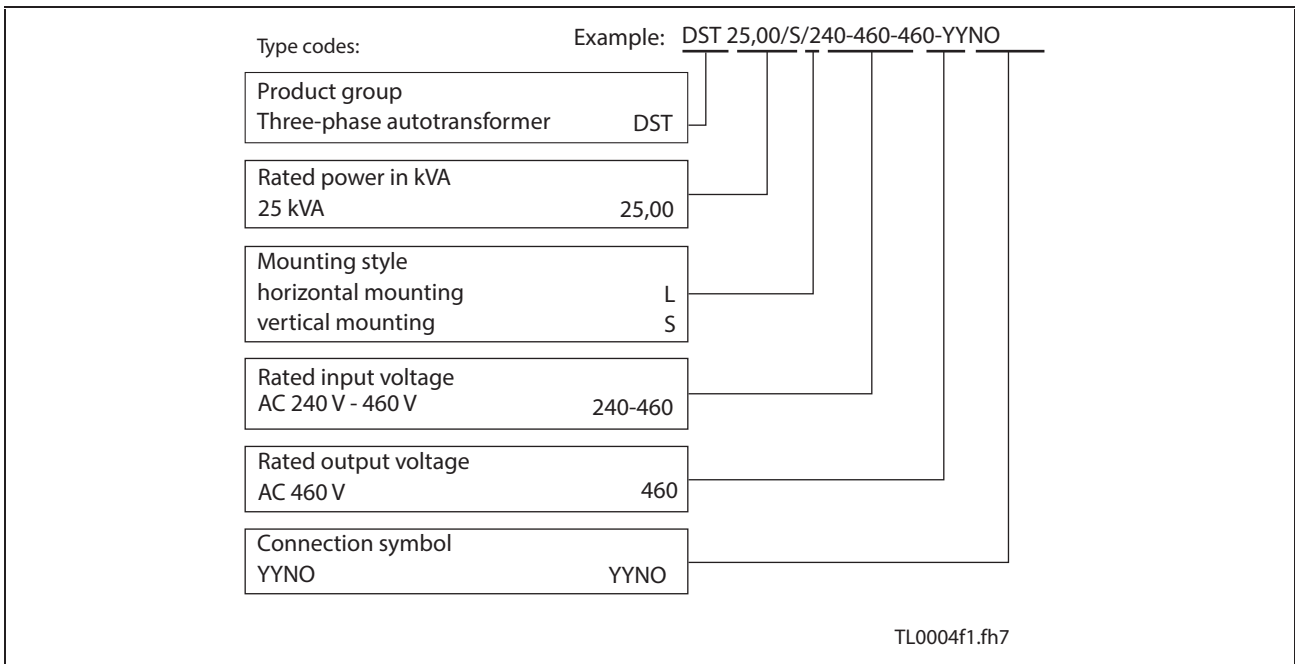 Type codes:
Example: DST 25,00/S/240-460-460-YYNO
Product group
Three-phase autotransformer DST
Rated power in kVA
25 kVA 25,00
Mounting style
horizontal mounting L
vertical mounting S
Rated input voltage
AC 240 V - 460 V 240-460
Rated output voltage
AC 460 V 460
Connection symbol
YYNO YYNO
TL0004f1.fh7